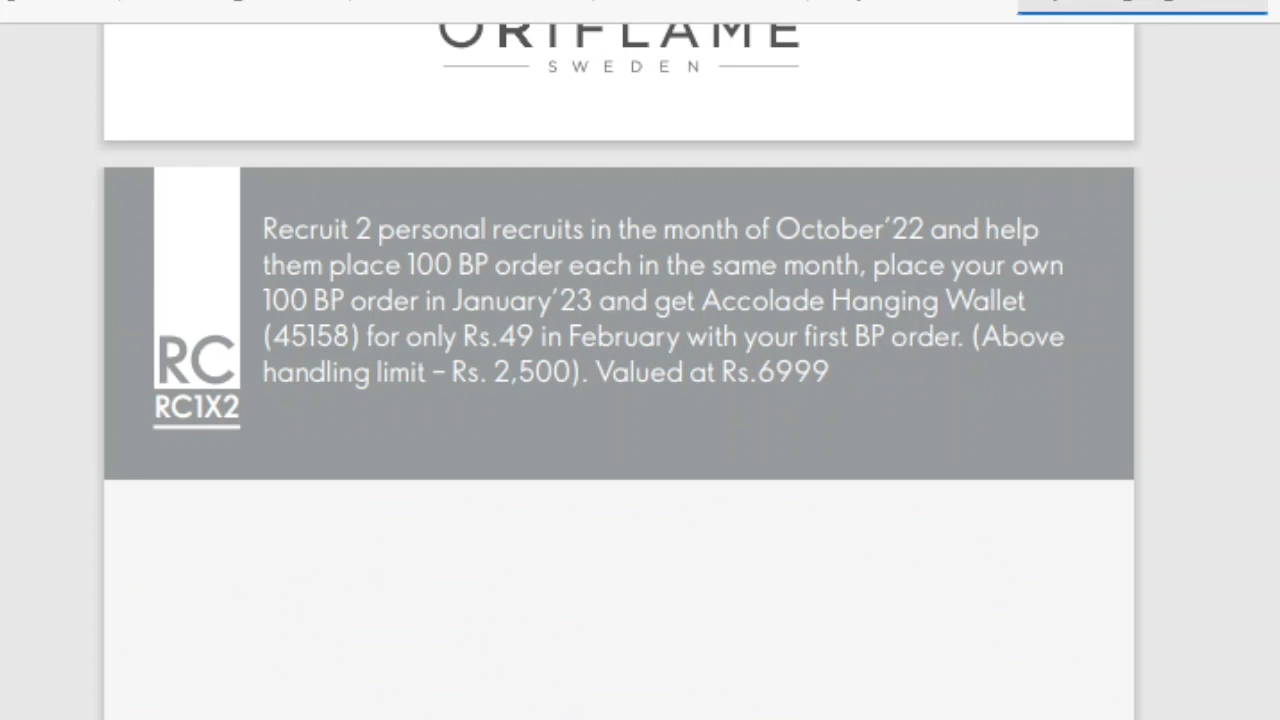 ORIFLAME
SWEDEN
Recruit 2 personal recruits in the month of October'22 and help
them place 100 BP order each in the same month, place your own
100 BP order in January'23 and get Accolade Hanging Wallet
(45158) for only Rs.49 in February with your first BP order. (Above
handling limit – Rs. 2,500). Valued at Rs.6999
RC
RC1X2